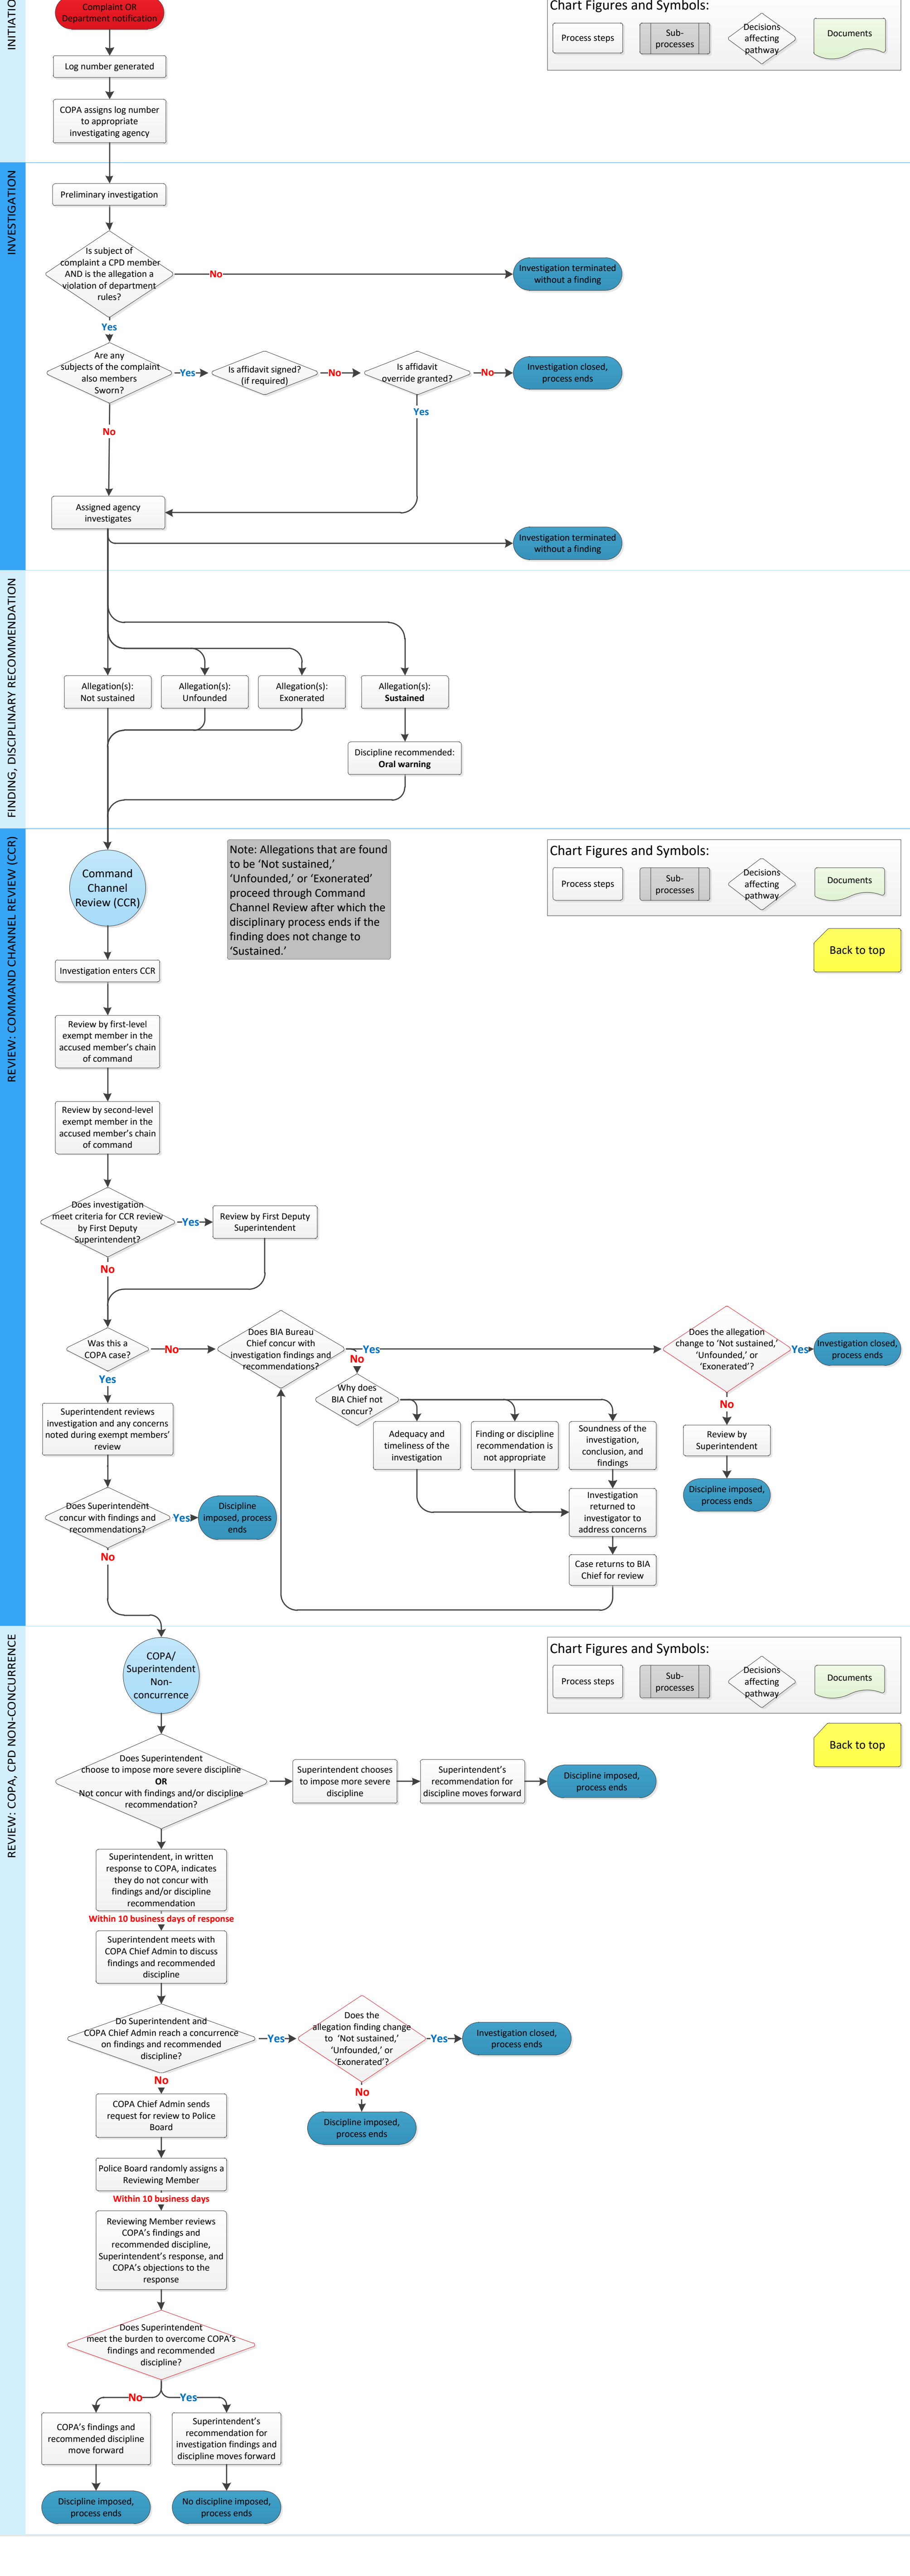 INITIATIO
Complaint OR
Department notification
Chart Figures and Symbols:
Process steps
Sub-
processes
Decisions
affecting
pathway
Documents
Log number generated
COPA assigns log number
to appropriate
investigating agency
INVESTIGATION
Preliminary investigation
Is subject of
complaint a CPD member
AND is the allegation a
violation of department
rules?
No
Investigation terminated
without a finding
Yes
Are any
subjects of the complaint
also members
Sworn?
Yes
Is affidavit signed?
(if required)
No
Is affidavit
override granted?
No
Investigation closed,
process ends
Yes
No
Assigned agency
investigates
Investigation terminated
without a finding
FINDING, DISCIPLINARY RECOMMENDATION
Allegation(s):
Not sustained
Allegation(s):
Unfounded
Allegation(s):
Exonerated
Allegation(s):
Sustained
Discipline recommended:
Oral warning
REVIEW: COMMAND CHANNEL REVIEW (CCR)
Command
Channel
Review (CCR)
Note: Allegations that are found
to be ‘Not sustained,’
‘Unfounded,’ or ‘Exonerated’
proceed through Command
Channel Review after which the
disciplinary process ends if the
finding does not change to
‘Sustained.’
Chart Figures and Symbols:
Process steps
Sub-
processes
Decisions
affecting
pathway
Documents
Back to top
Investigation enters CCR
Review by first-level
exempt member in the
accused member’s chain
of command
Review by second-level
exempt member in the
accused member’s chain
of command
Does investigation
meet criteria for CCR review
by First Deputy
Superintendent?
Yes
Review by First Deputy
Superintendent
No
Was this a
COPA case?
No
Does BIA Bureau
Chief concur with
investigation findings and
recommendations?
Yes
Does the allegation
change to ‘Not sustained,’
‘Unfounded,’ or
‘Exonerated’?
Yes
Investigation closed,
process ends
No
Why does
BIA Chief not
concur?
Yes
No
Superintendent reviews
investigation and any concerns
noted during exempt members’
review
Adequacy and
timeliness of the
investigation
Finding or discipline
recommendation is
not appropriate
Soundness of the
investigation,
conclusion, and
findings
Review by
Superintendent
Discipline imposed,
process ends
Does Superintendent
concur with findings and
recommendations?
Yes
Discipline
imposed, process
ends
Investigation
returned to
investigator to
address concerns
No
Case returns to BIA
Chief for review
REVIEW: COPA, CPD NON-CONCURRENCE
COPA/
Superintendent
Non-
concurrence
Chart Figures and Symbols:
Process steps
Sub-
processes
Decisions
affecting
pathway
Documents
Back to top
Does Superintendent
choose to impose more severe discipline
OR
Not concur with findings and/or discipline
recommendation?
Superintendent chooses
to impose more severe
discipline
Superintendent’s
recommendation for
discipline moves forward
Discipline imposed,
process ends
Superintendent, in written
response to COPA, indicates
they do not concur with
findings and/or discipline
recommendation
Within 10 business days of response
Superintendent meets with
COPA Chief Admin to discuss
findings and recommended
discipline
Do Superintendent and
COPA Chief Admin reach a concurrence
on findings and recommended
discipline?
Yes
Does the
allegation finding change
to ‘Not sustained,’
‘Unfounded,’ or
‘Exonerated’?
Yes
Investigation closed,
process ends
No
No
COPA Chief Admin sends
request for review to Police
Board
Discipline imposed,
process ends
Police Board randomly assigns a
Reviewing Member
Within 10 business days
Reviewing Member reviews
COPA’s findings and
recommended discipline,
Superintendent’s response, and
COPA’s objections to the
response
Does Superintendent
meet the burden to overcome COPA’s
findings and recommended
discipline?
No
Yes
COPA’s findings and
recommended discipline
move forward
Superintendent’s
recommendation for
investigation findings and
discipline moves forward
Discipline imposed,
process ends
No discipline imposed,
process ends